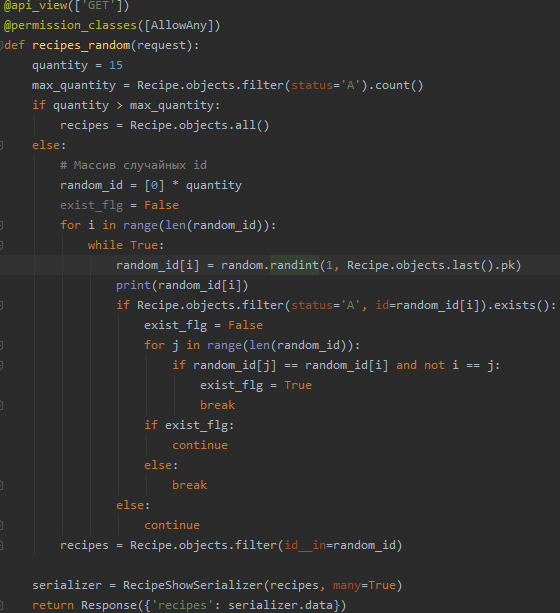 @api_view(['GET'])
@permission_classes([AllowAny])
def recipes_random(request):
    quantity = 15
    max_quantity = Recipe.objects.filter(status='A').count()
    if quantity > max_quantity:
        recipes = Recipe.objects.all()
    else:
        # Массив случайных id
        random_id = [0] * quantity
        exist_flg = False
        for i in range(len(random_id)):
            while True:
                random_id[i] = random.randint(1, Recipe.objects.last().pk)
                print(random_id[i])
                if Recipe.objects.filter(status='A', id=random_id[i]).exists():
                    exist_flg = False
                    for j in range(len(random_id)):
                        if random_id[j] == random_id[i] and not i == j:
                            exist_flg = True
                            break
                    if exist_flg:
                        continue
                    else:
                        break
                else:
                    continue
        recipes = Recipe.objects.filter(id__in=random_id)

    serializer = RecipeShowSerializer(recipes, many=True)
    return Response({'recipes': serializer.data})